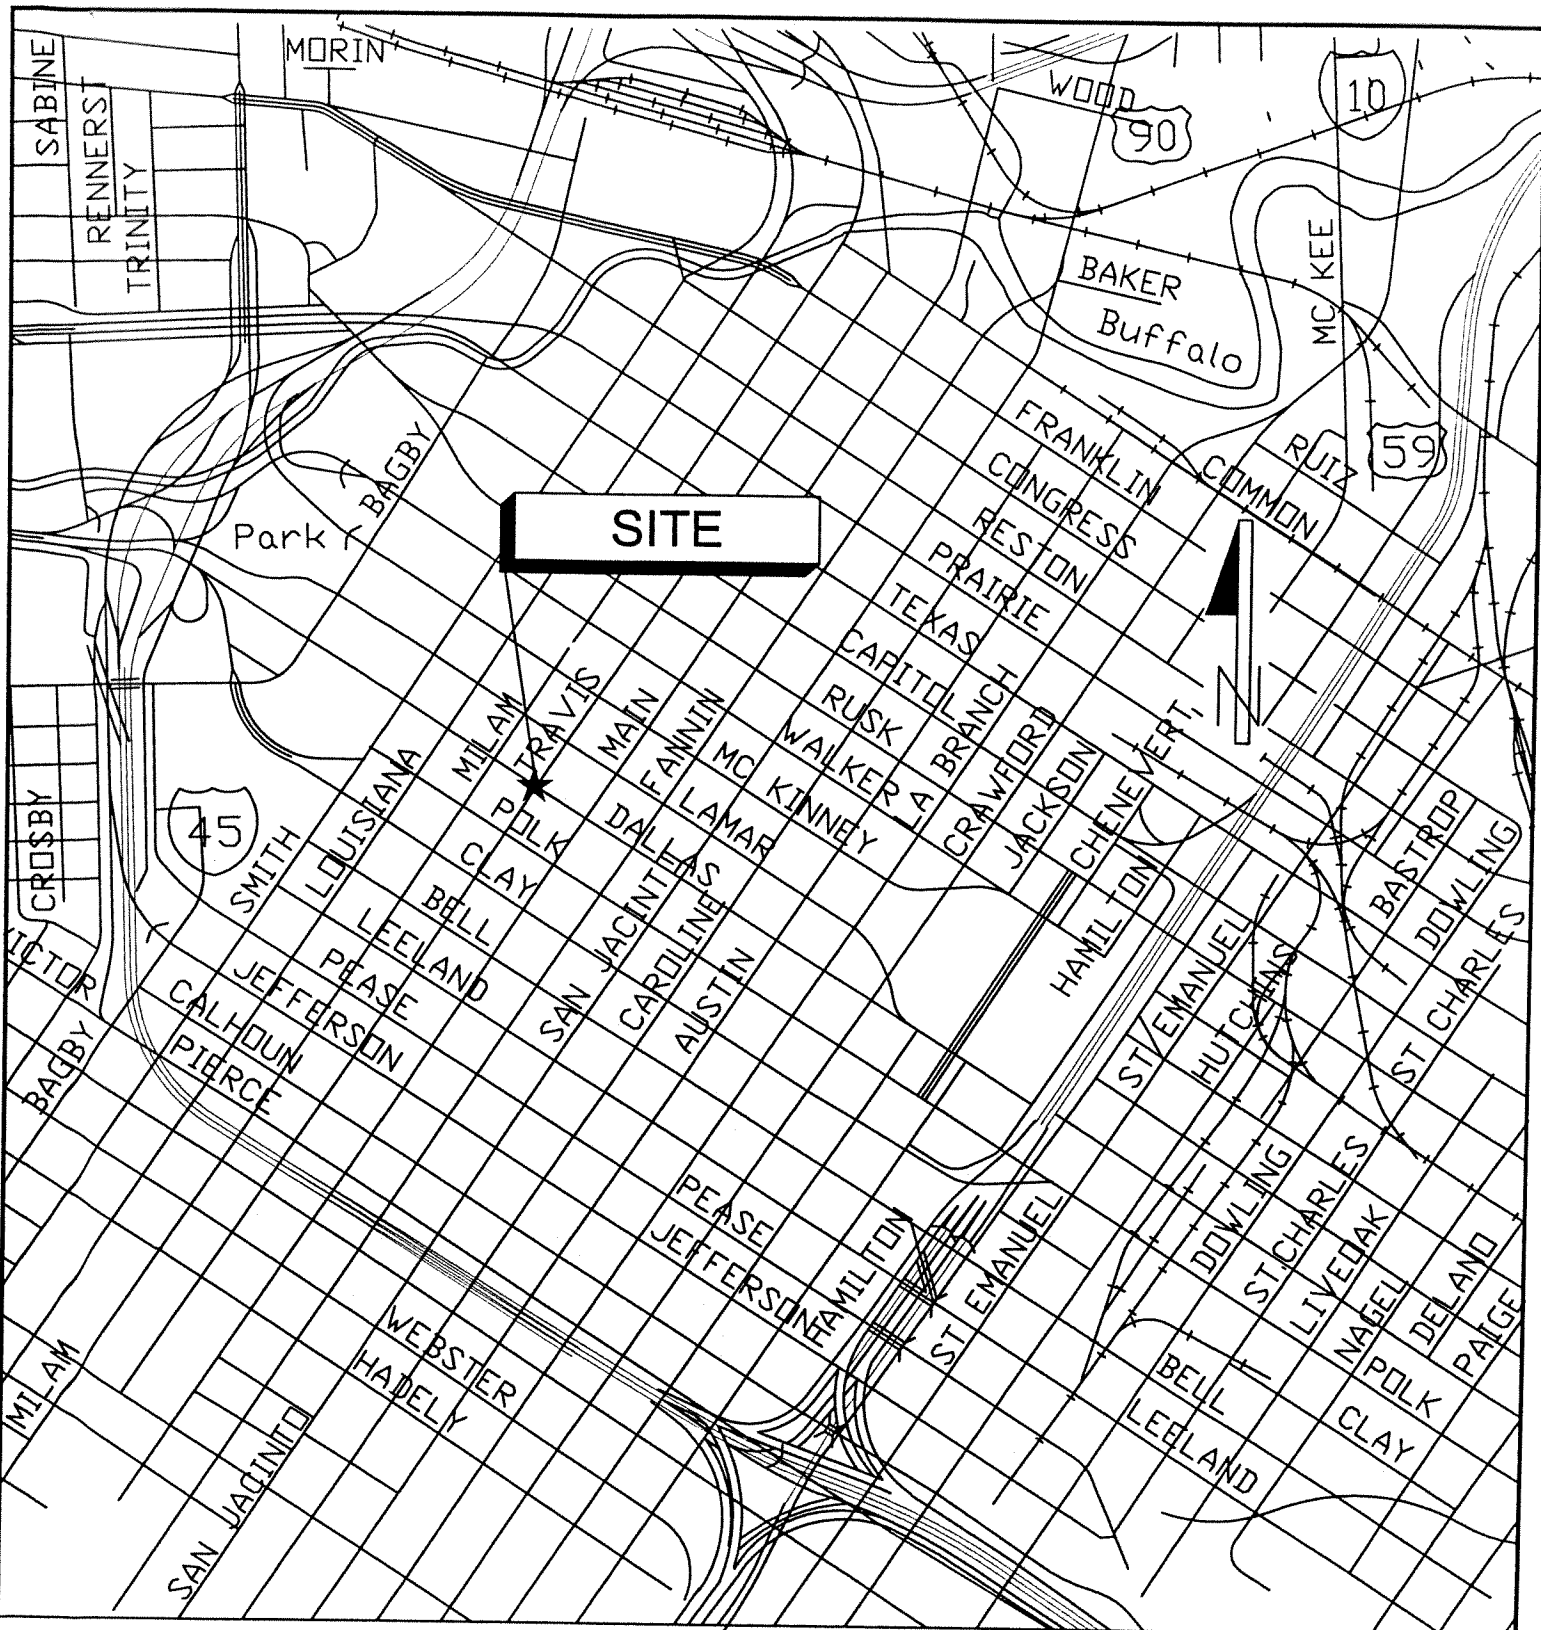 MORIN
SABINE
RENNERST
TRINITY
WOOD
90
10
MC KEE
BAKER
Buffalo
BAGBY
Park
SITE
FRANKLIN
CONGRESS
RESTON
PRAIRIE
TEXAS
CAPITOL
RUSK
WALKER
MC KINNEY
LAMAR
DALLAS
COMMON
RUIZ
59
LA BRANCH
CRAWFORD
JACKSON
CHENEVERT,
HAMILTON
MILAM
TRAVIS
MAIN
FANNIN
LOUISIANA
SMITH
45
CROSBY
POLK
CLAY
BELL
LEELAND
PEASE
JEFFERSON
CALHOUN
PIERCE
SAN JACINTO
CAROLINE
AUSTIN
ICTOR
BAGBY
ST/EMANUEL
HUTCHINS
BASTROP
DOWLING
ST CHARLES
PEASE
JEFFERSON
HAMILTON
ST EMANUEL
DOWLING
ST.CHARLES
LIVEOAK
NAGEL
DELANO
PAIGE
POLK
CLAY
BELL
LEELAND
WEBSTER
HADELY
MILAM
SAN JACINTO